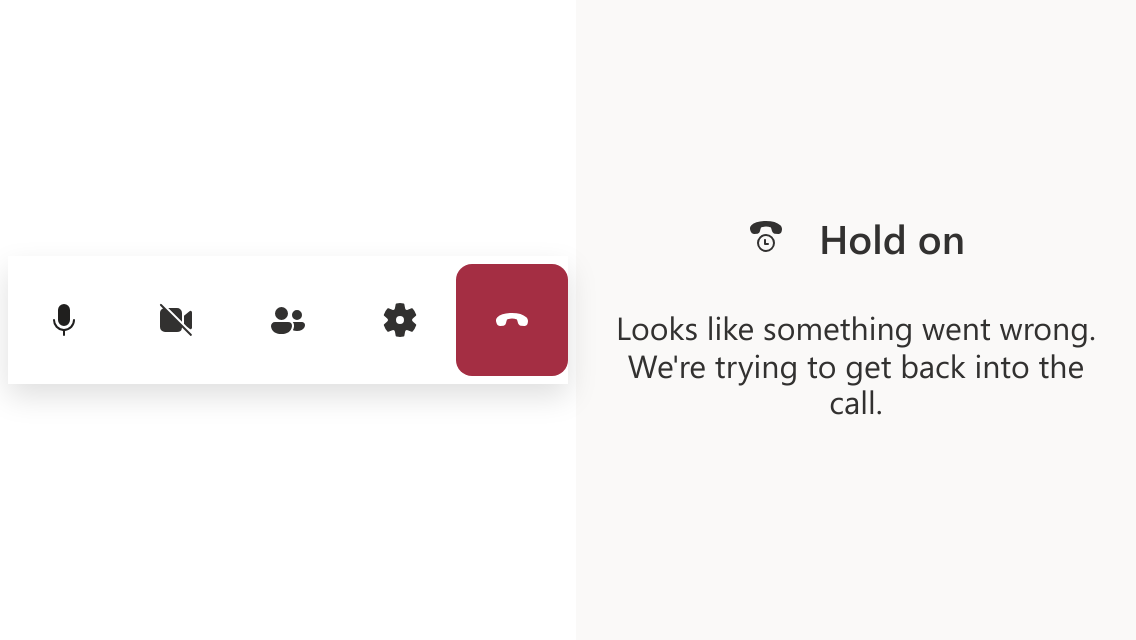 Hold on
Looks like something went wrong.
We're trying to get back into the
call.